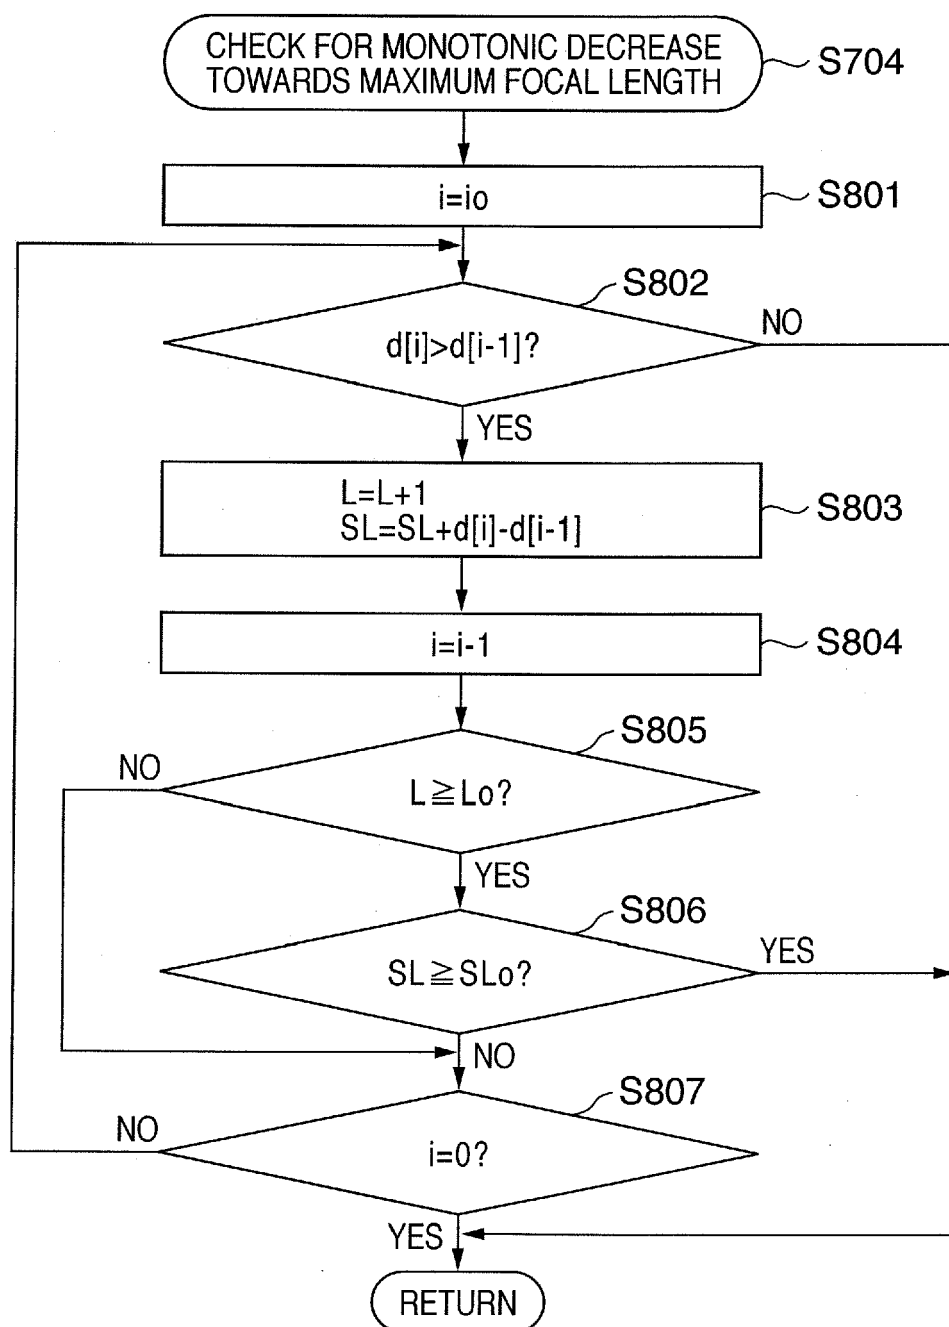 CHECK FOR MONOTONIC DECREASE
TOWARDS MAXIMUM FOCAL LENGTH
S704
i=io
S801
S802
d[i]>d[i-1]?
NO
YES
L=L+1
SL=SL+d[i]-d[i-1]
S803
i=i-1
S804
S805
NO
L≧Lo?
YES
S806
SL≧SLo?
YES
NO
S807
NO
i=0?
YES
RETURN